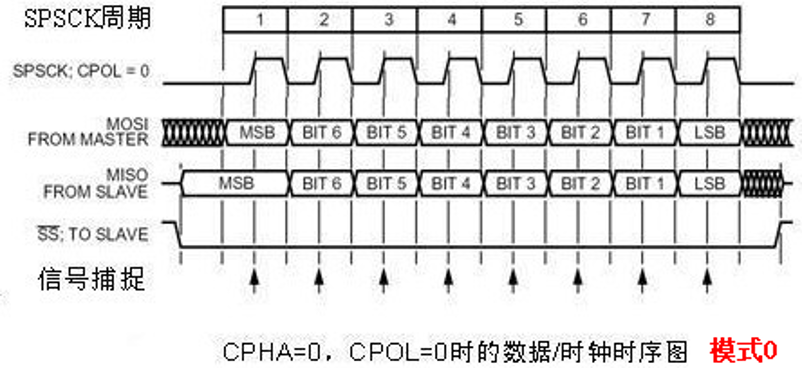 SPSCK周期 1 2 3 4 5 6 7 8
SPSCK; CPOL = 0
MOSI
FROM MASTER MSB BIT 6 BIT 5 BIT 4 BIT 3 BIT 2 BIT 1 LSB
MISO
FROM SLAVE MSB BIT 6 BIT 5 BIT 4 BIT 3 BIT 2 BIT 1 LSB
S̅S̅; TO SLAVE
信号捕捉
CPHA=0，CPOL=0时的数据/时钟时序图 模式0